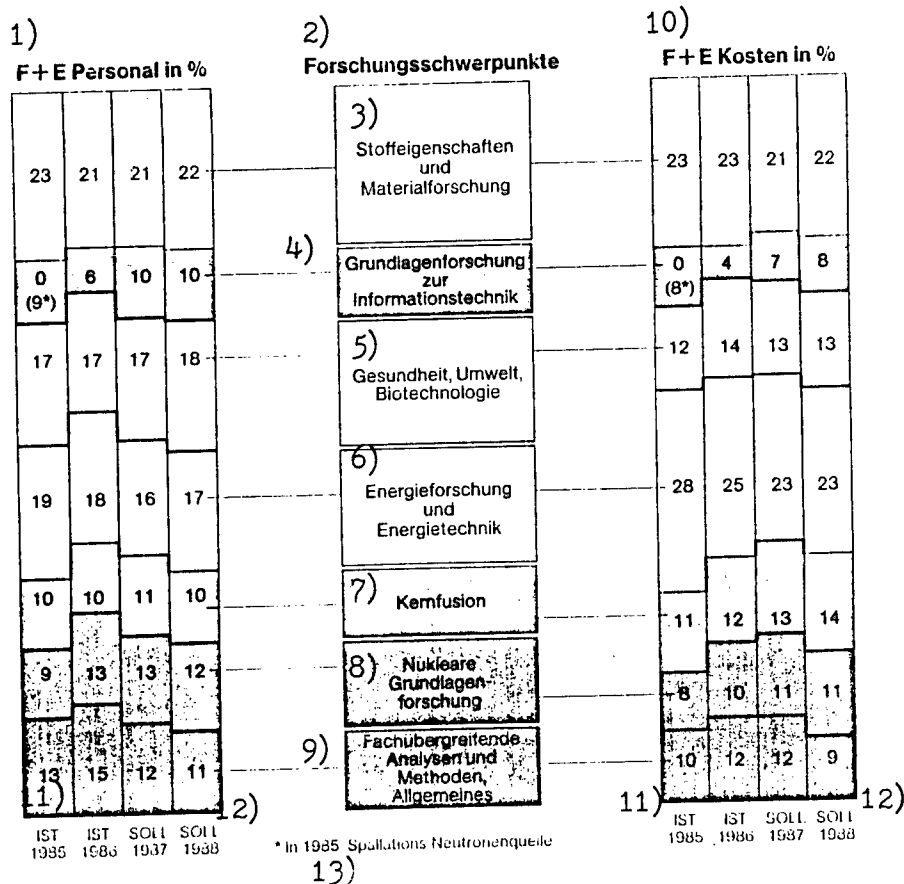 1)
F+E Personal in %
23 21 21 22
0 6 10 10
(9*)
17 17 17 18
19 18 16 17
10 10 11 10
9 13 13 12
13 15 12 11
11) 12)
IST IST SOLL SOLL
1985 1986 1987 1988
2)
Forschungsschwerpunkte
3)
Stoffeigenschaften
und
Materialforschung
4)
Grundlagenforschung
zur
Informationstechnik
5)
Gesundheit, Umwelt,
Biotechnologie
6)
Energieforschung
und
Energietechnik
7)
Kernfusion
8)
Nukleare
Grundlagen-
forschung
9)
Fachübergreifende
Analysen und
Methoden,
Allgemeines
* In 1985 Spallations Neutronenquelle
13)
10)
F+E Kosten in %
23 23 21 22
0 4 7 8
(8*)
12 14 13 13
28 25 23 23
11 12 13 14
8 10 11 11
10 12 12 9
11) 12)
IST IST SOLL SOLL
1985 1986 1987 1988